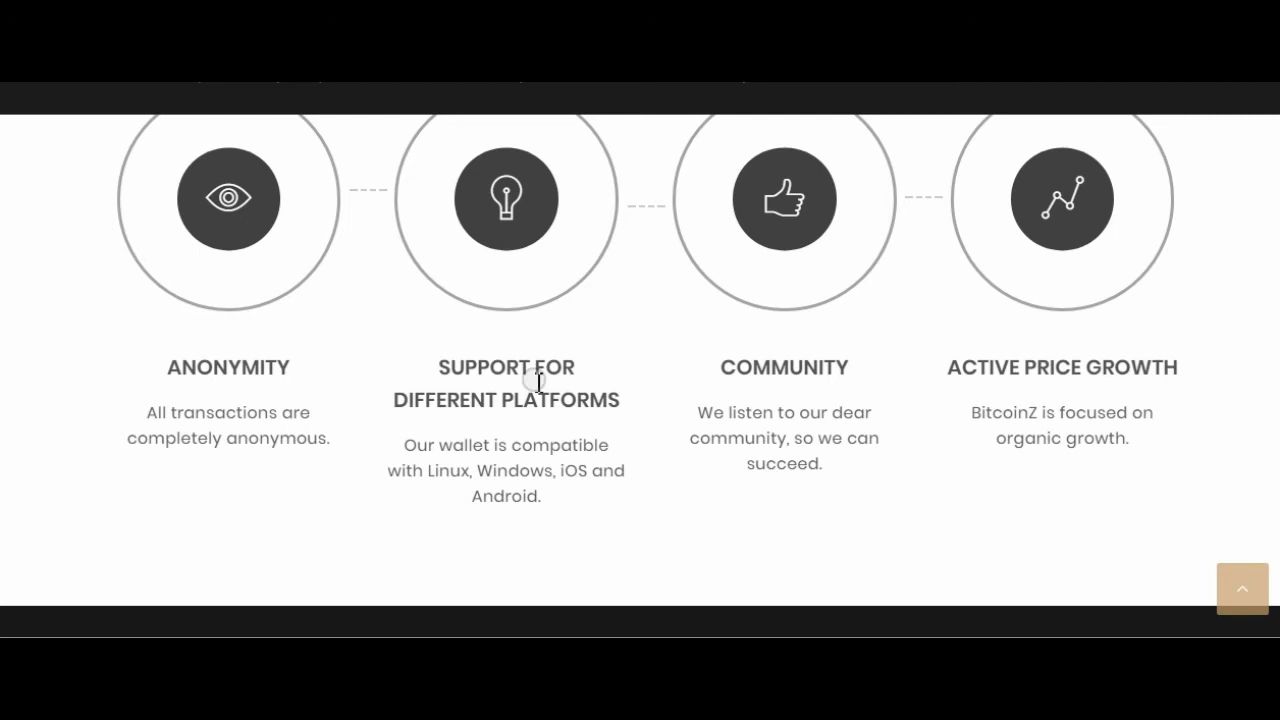 ANONYMITY
All transactions are
completely anonymous.
SUPPORT FOR
DIFFERENT PLATFORMS
Our wallet is compatible
with Linux, Windows, iOS and
Android.
COMMUNITY
We listen to our dear
community, so we can
succeed.
ACTIVE PRICE GROWTH
BitcoinZ is focused on
organic growth.